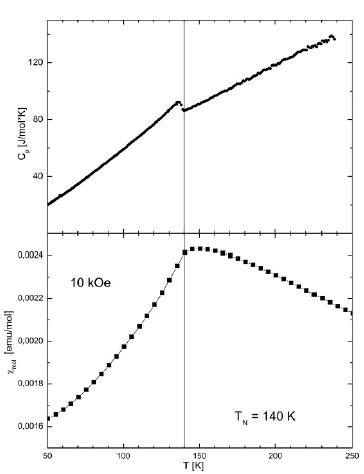 120
80
40
C_p [J/mol*K]
0,0024
0,0022
0,0020
0,0018
0,0016
χ_mol [emu/mol]
10 kOe
T_N = 140 K
50 100 150 200 250
T [K]